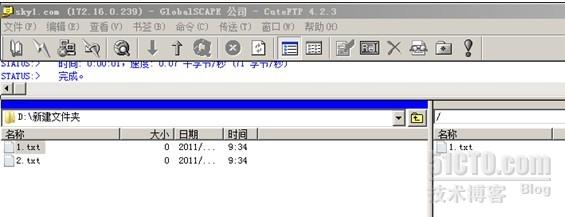 sky1.com (172.16.0.239) - GlobalSCAPE 公司 - CuteFTP 4.2.3
文件(F) 编辑(E) 查看(V) 书签(B) 命令(C) 传送(T) 窗口(W) 帮助(H)
STATUS:> 时间: 0:00:01, 速度: 0.07 千字节/秒 (71 字节/秒)
STATUS:> 完成。
D:\新建文件夹 /
名称 大小 日期 时间 名称
1.txt 0 2011/... 9:34 1.txt
2.txt 0 2011/... 9:34
51CTO.com
技术博客 Blog